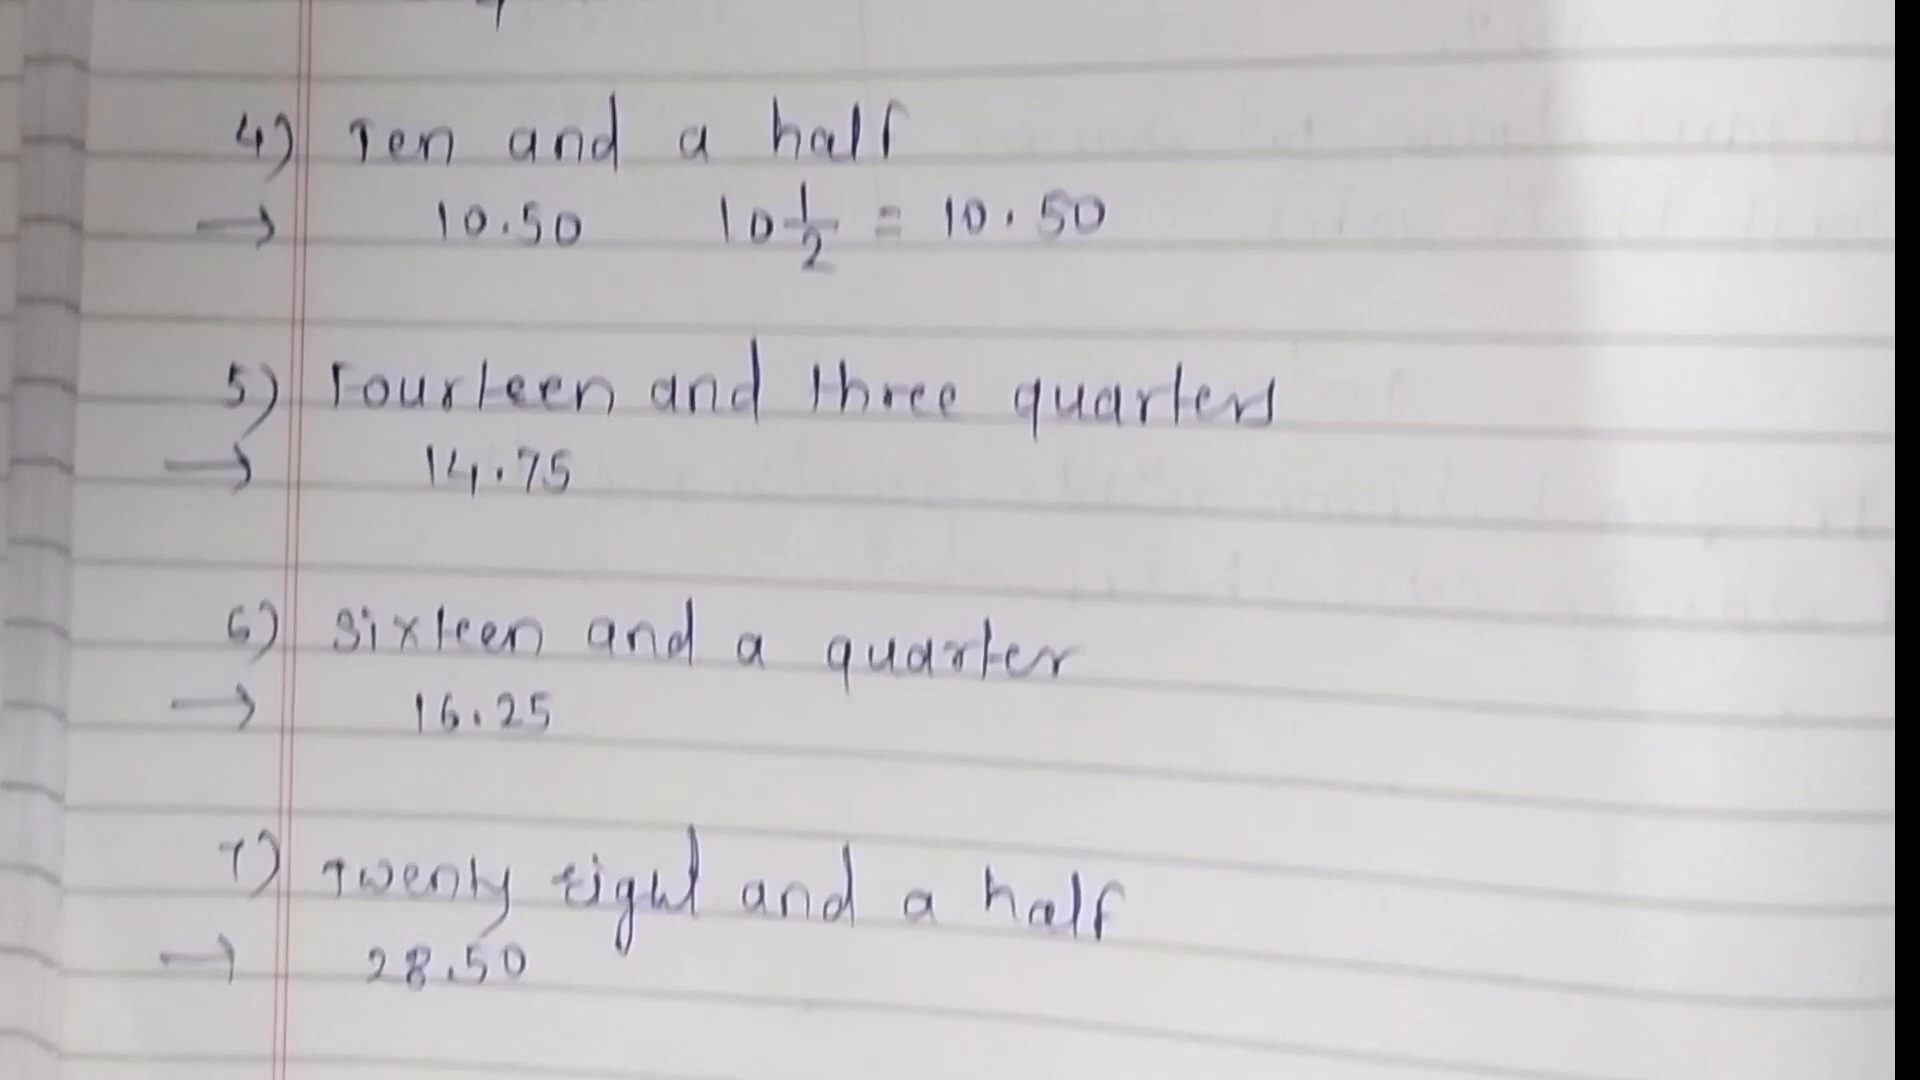 4) Ten and a half
→ 10.50 10 1/2 = 10.50
5) Fourteen and three quarters
→ 14.75
6) sixteen and a quarter
→ 16.25
7) Twenty eight and a half
→ 28.50